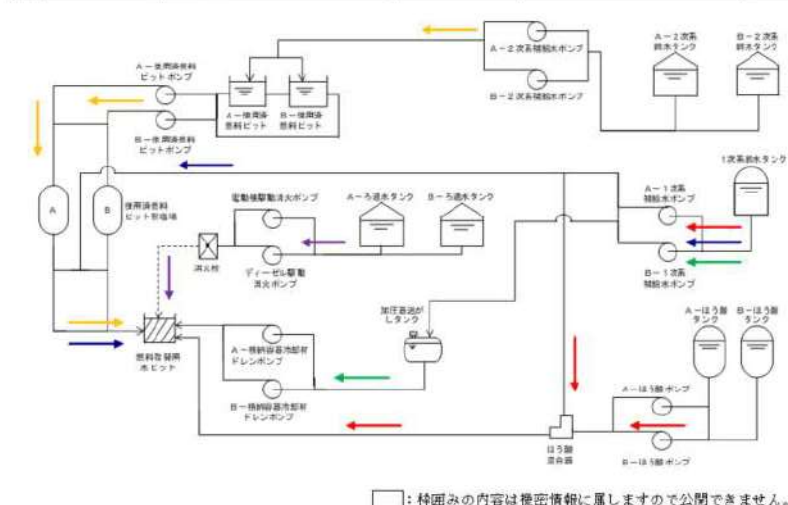 A-2次系
純水タンク
B-2次系
純水タンク
A-2次系補給水ポンプ
B-2次系補給水ポンプ
A-使用済燃料
ピットポンプ
A-使用済
燃料ピット
B-使用済
燃料ピット
B-使用済燃料
ピットポンプ
1次系純水タンク
A
B
使用済燃料
ピット脱塩塔
電動機駆動消火ポンプ
A-ろ過水タンク
B-ろ過水タンク
A-1次系
補給水ポンプ
消火栓
ディーゼル駆動
消火ポンプ
B-1次系
補給水ポンプ
加圧器逃が
しタンク
A-ほう酸
タンク
B-ほう酸
タンク
燃料取替用
水ピット
A-格納容器冷却材
ドレンポンプ
A-ほう酸ポンプ
B-格納容器冷却材
ドレンポンプ
ほう酸
混合器
B-ほう酸ポンプ
:枠囲みの内容は機密情報に属しますので公開できません。